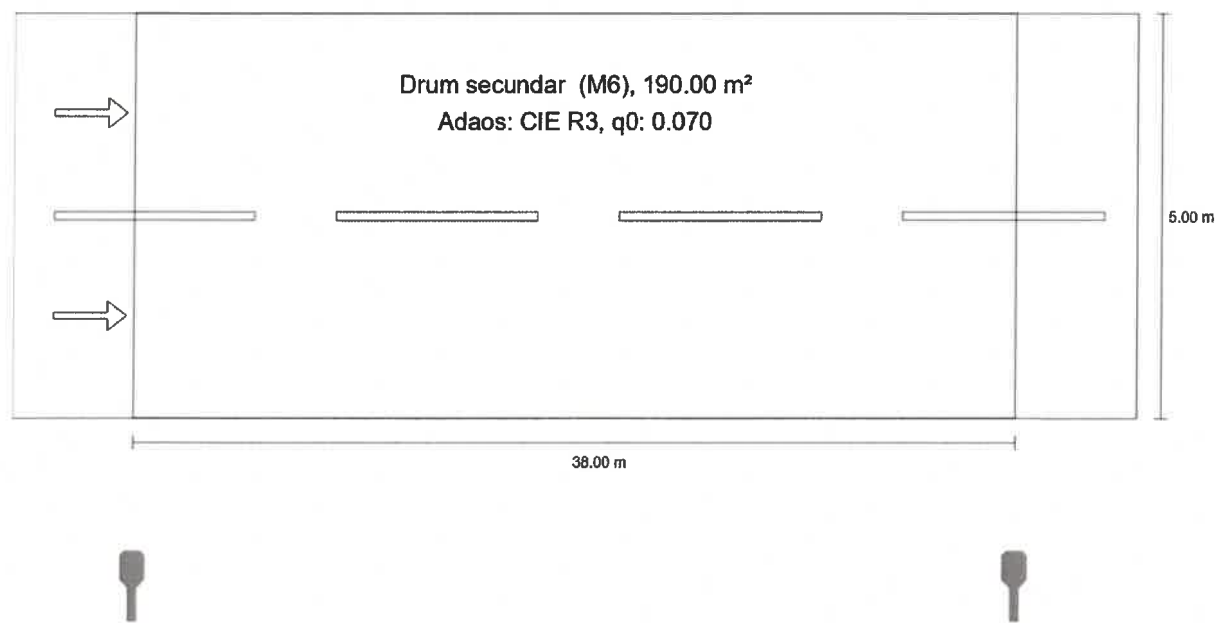 Drum secundar (M6), 190.00 m²
Adaos: CIE R3, q0: 0.070
5.00 m
38.00 m